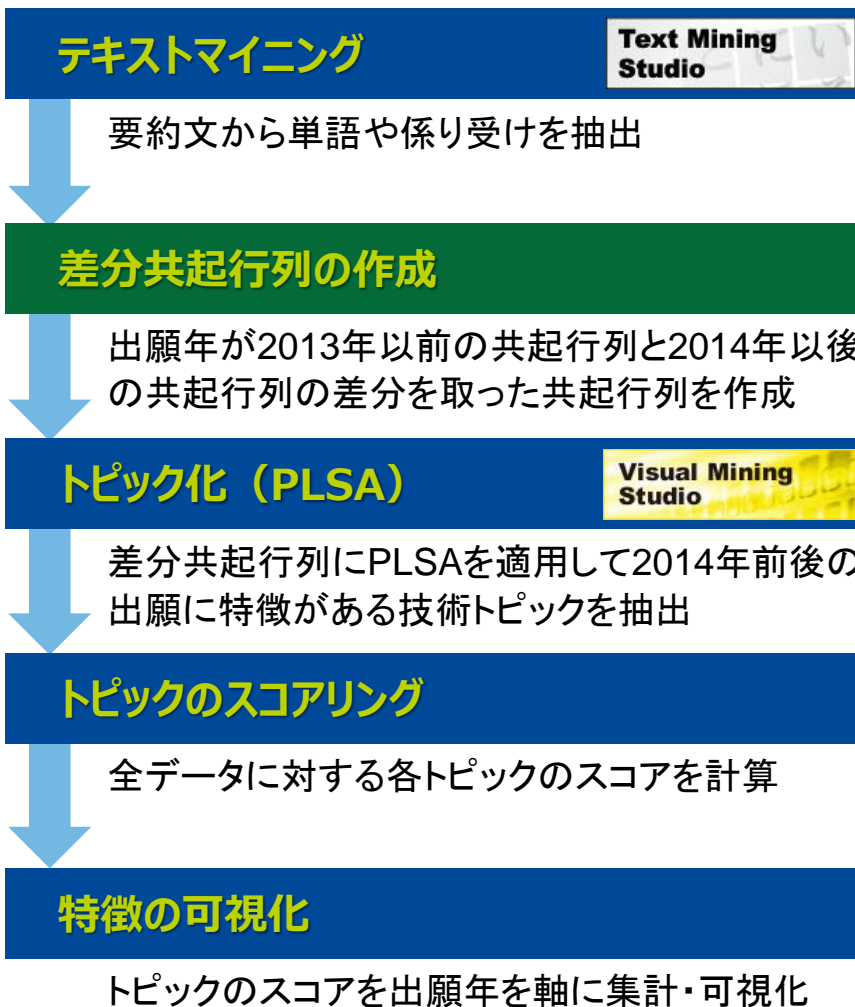 テキストマイニング
Text Mining
Studio
要約文から単語や係り受けを抽出
差分共起行列の作成
出願年が2013年以前の共起行列と2014年以後
の共起行列の差分を取った共起行列を作成
トピック化（PLSA）
Visual Mining
Studio
差分共起行列にPLSAを適用して2014年前後の
出願に特徴がある技術トピックを抽出
トピックのスコアリング
全データに対する各トピックのスコアを計算
特徴の可視化
トピックのスコアを出願年を軸に集計・可視化